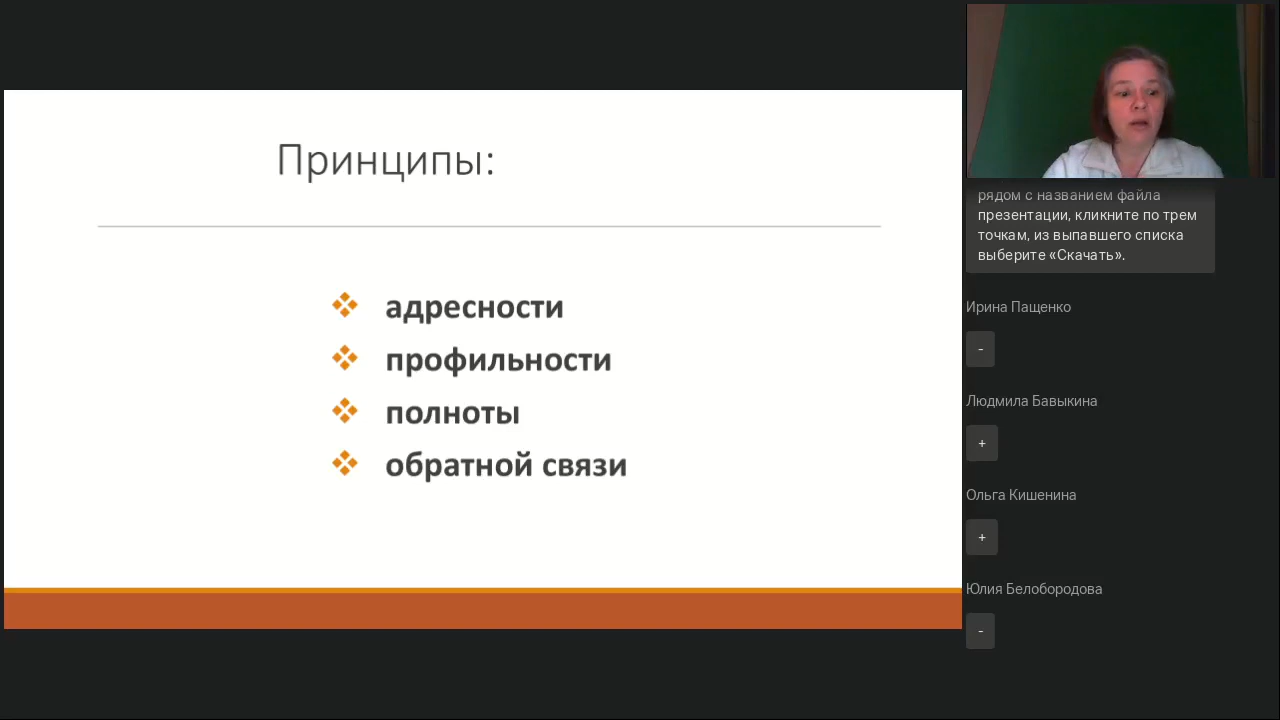 Принципы:
адресности
профильности
полноты
обратной связи
рядом с названием файла
презентации, кликните по трем
точкам, из выпавшего списка
выберите «Скачать».
Ирина Пащенко
-
Людмила Бавыкина
+
Ольга Кишенина
+
Юлия Белобородова
-